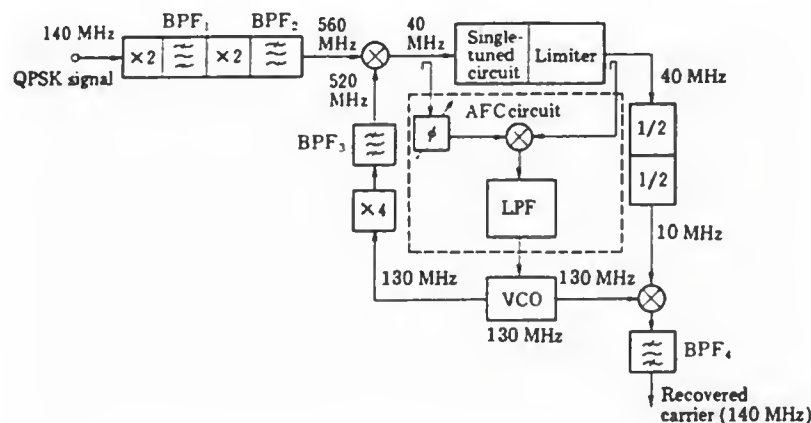 140 MHz
QPSK signal
×2
BPF₁
×2
BPF₂
560
MHz
40
MHz
Single-
tuned
circuit
Limiter
40 MHz
520
MHz
BPF₃
×4
AFC circuit
ϕ
LPF
1/2
1/2
10 MHz
130 MHz
VCO
130 MHz
130 MHz
BPF₄
Recovered
carrier (140 MHz)